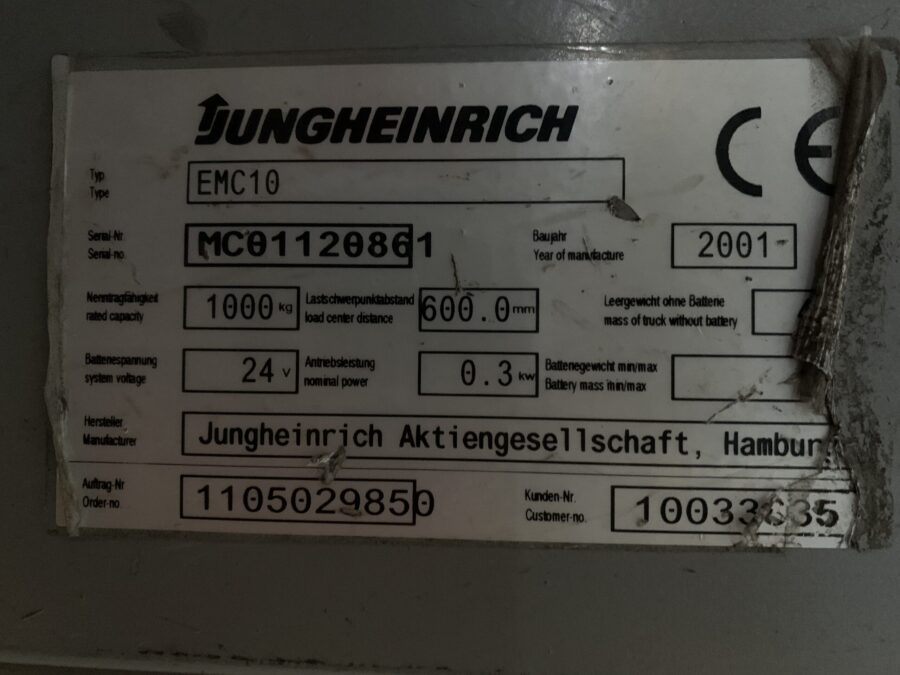 JUNGHEINRICH
CE
Typ
Type
EMC10
Serial-Nr.
Serial-no.
MC01120861
Baujahr
Year of manufacture
2001
Nenntragfähigkeit
rated capacity
1000 kg
Lastschwerpunktabstand
load center distance
600.0 mm
Leergewicht ohne Batterie
mass of truck without battery
Batteriespannung
system voltage
24 v
Antriebsleistung
nominal power
0.3 kw
Batteriegewicht min/max
Battery mass min/max
Hersteller
Manufacturer
Jungheinrich Aktiengesellschaft, Hambur
Auftrag-Nr
Order-no.
1105029850
Kunden-Nr.
Customer-no.